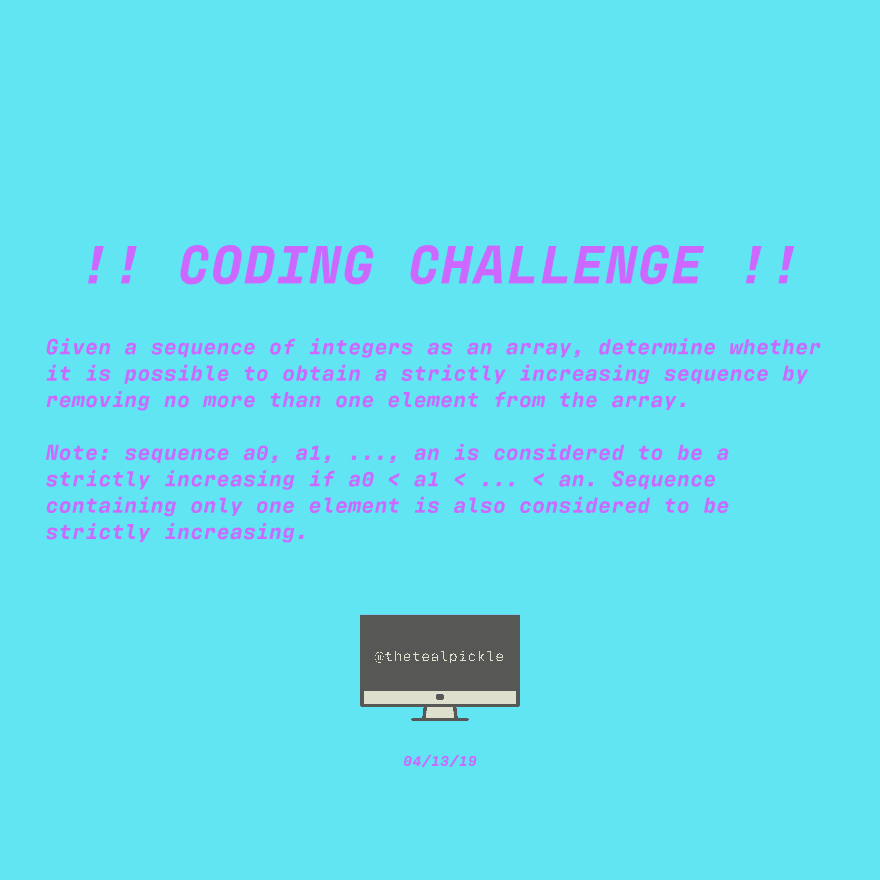 !! CODING CHALLENGE !!
Given a sequence of integers as an array, determine whether
it is possible to obtain a strictly increasing sequence by
removing no more than one element from the array.
Note: sequence a0, a1, ..., an is considered to be a
strictly increasing if a0 < a1 < ... < an. Sequence
containing only one element is also considered to be
strictly increasing.
@thetealpickle
04/13/19